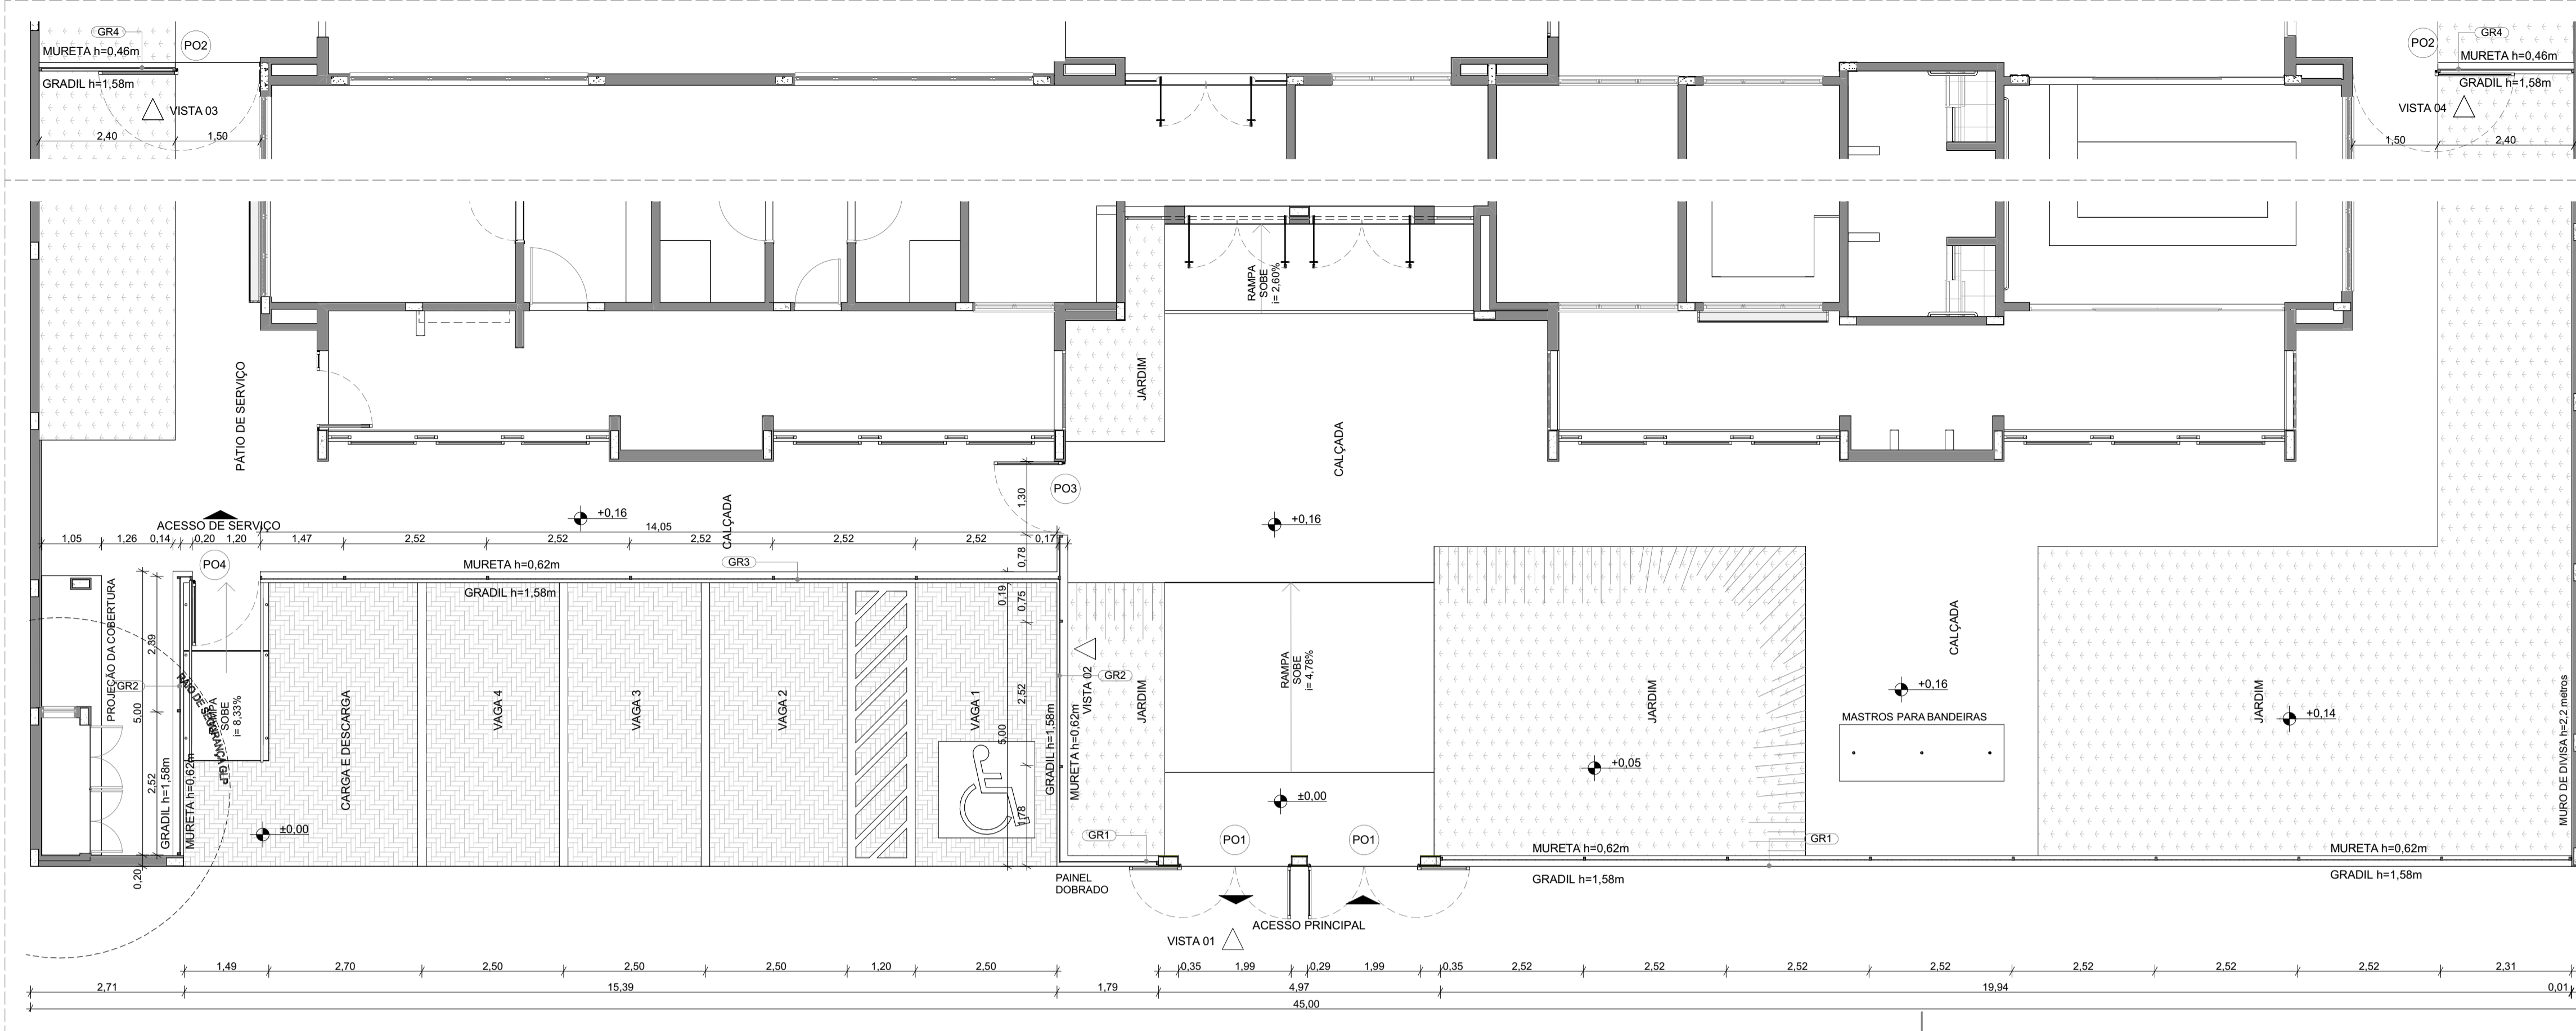 GR4
PO2
MURETA h=0,46m
GRADIL h=1,58m
VISTA 03
2,40
1,50
PO2
GR4
MURETA h=0,46m
GRADIL h=1,58m
VISTA 04
1,50
2,40
RAMPA
SOBE
i= 2,60%
JARDIM
PÁTIO DE SERVIÇO
CALÇADA
PO3
1,30
CALÇADA
+0,16
+0,16
ACESSO DE SERVIÇO
14,05
1,05
1,26
0,14
0,20
1,20
1,47
2,52
2,52
2,52
2,52
2,52
0,17
0,78
PO4
MURETA h=0,62m
GR3
GRADIL h=1,58m
0,19
0,75
PROJEÇÃO DA COBERTURA
2,39
5,00
2,52
0,20
GR2
RAIO DE SEGURANÇA GLP
RAMPA
SOBE
i= 8,33%
GRADIL h=1,58m
MURETA h=0,62m
±0,00
CARGA E DESCARGA
VAGA 4
VAGA 3
VAGA 2
VAGA 1
2,52
5,00
1,78
GRADIL h=1,58m
MURETA h=0,62m
VISTA 02
GR2
JARDIM
GR1
RAMPA
SOBE
i= 4,78%
±0,00
PO1
PO1
PAINEL
DOBRADO
ACESSO PRINCIPAL
VISTA 01
JARDIM
+0,05
CALÇADA
+0,16
MASTROS PARA BANDEIRAS
JARDIM
+0,14
MURO DE DIVISA h=2,2 metros
GR1
MURETA h=0,62m
GRADIL h=1,58m
MURETA h=0,62m
GRADIL h=1,58m
1,49
2,70
2,50
2,50
2,50
1,20
2,50
0,35
1,99
0,29
1,99
0,35
2,52
2,52
2,52
2,52
2,52
2,52
2,52
2,31
2,71
15,39
1,79
4,97
19,94
0,01
45,00